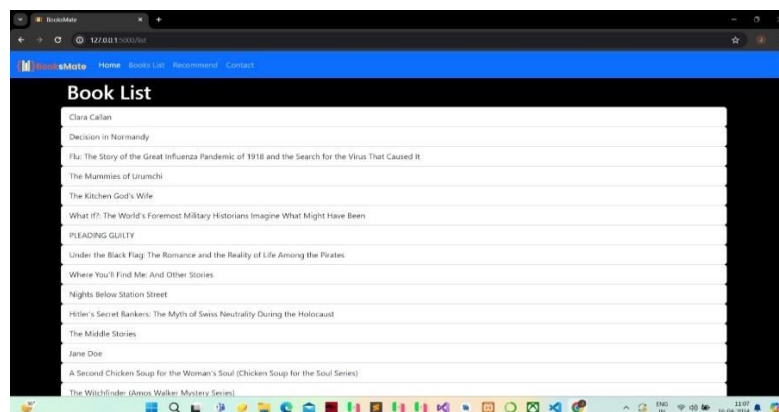 BooksMate
127.0.0.1:5000/list
BooksMate Home Books List Recommend Contact
Book List
Clara Callan
Decision in Normandy
Flu: The Story of the Great Influenza Pandemic of 1918 and the Search for the Virus That Caused It
The Mummies of Urumchi
The Kitchen God's Wife
What If?: The World's Foremost Military Historians Imagine What Might Have Been
PLEADING GUILTY
Under the Black Flag: The Romance and the Reality of Life Among the Pirates
Where You'll Find Me: And Other Stories
Nights Below Station Street
Hitler's Secret Bankers: The Myth of Swiss Neutrality During the Holocaust
The Middle Stories
Jane Doe
A Second Chicken Soup for the Woman's Soul (Chicken Soup for the Soul Series)
The Witchfinder (Amos Walker Mystery Series)
ENG
IN
11:07